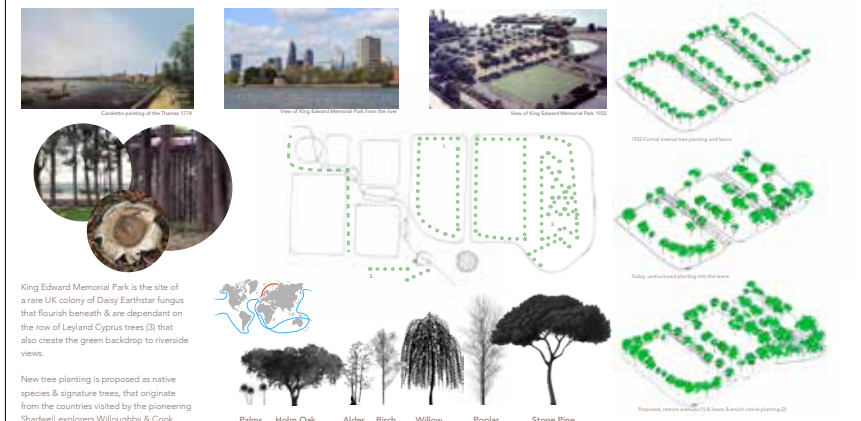 Canaletto painting of the Thames 1774
View of King Edward Memorial Park from the river
View of King Edward Memorial Park 1922
1922 Formal avenue tree planting and lawns
1.
2.
3.
Today, unstructured planting into the lawns
King Edward Memorial Park is the site of
a rare UK colony of Daisy Earthstar fungus
that flourish beneath & are dependant on
the row of Leyland Cyprus trees (3) that
also create the green backdrop to riverside
views.
New tree planting is proposed as native
species & signature trees, that originate
from the countries visited by the pioneering
Shadwell explorers Willoughby & Cook
Palms
Holm Oak
Alder
Birch
Willow
Poplar
Stone Pine
Proposed, restore avenues (1) & lawns & enrich native planting (2)